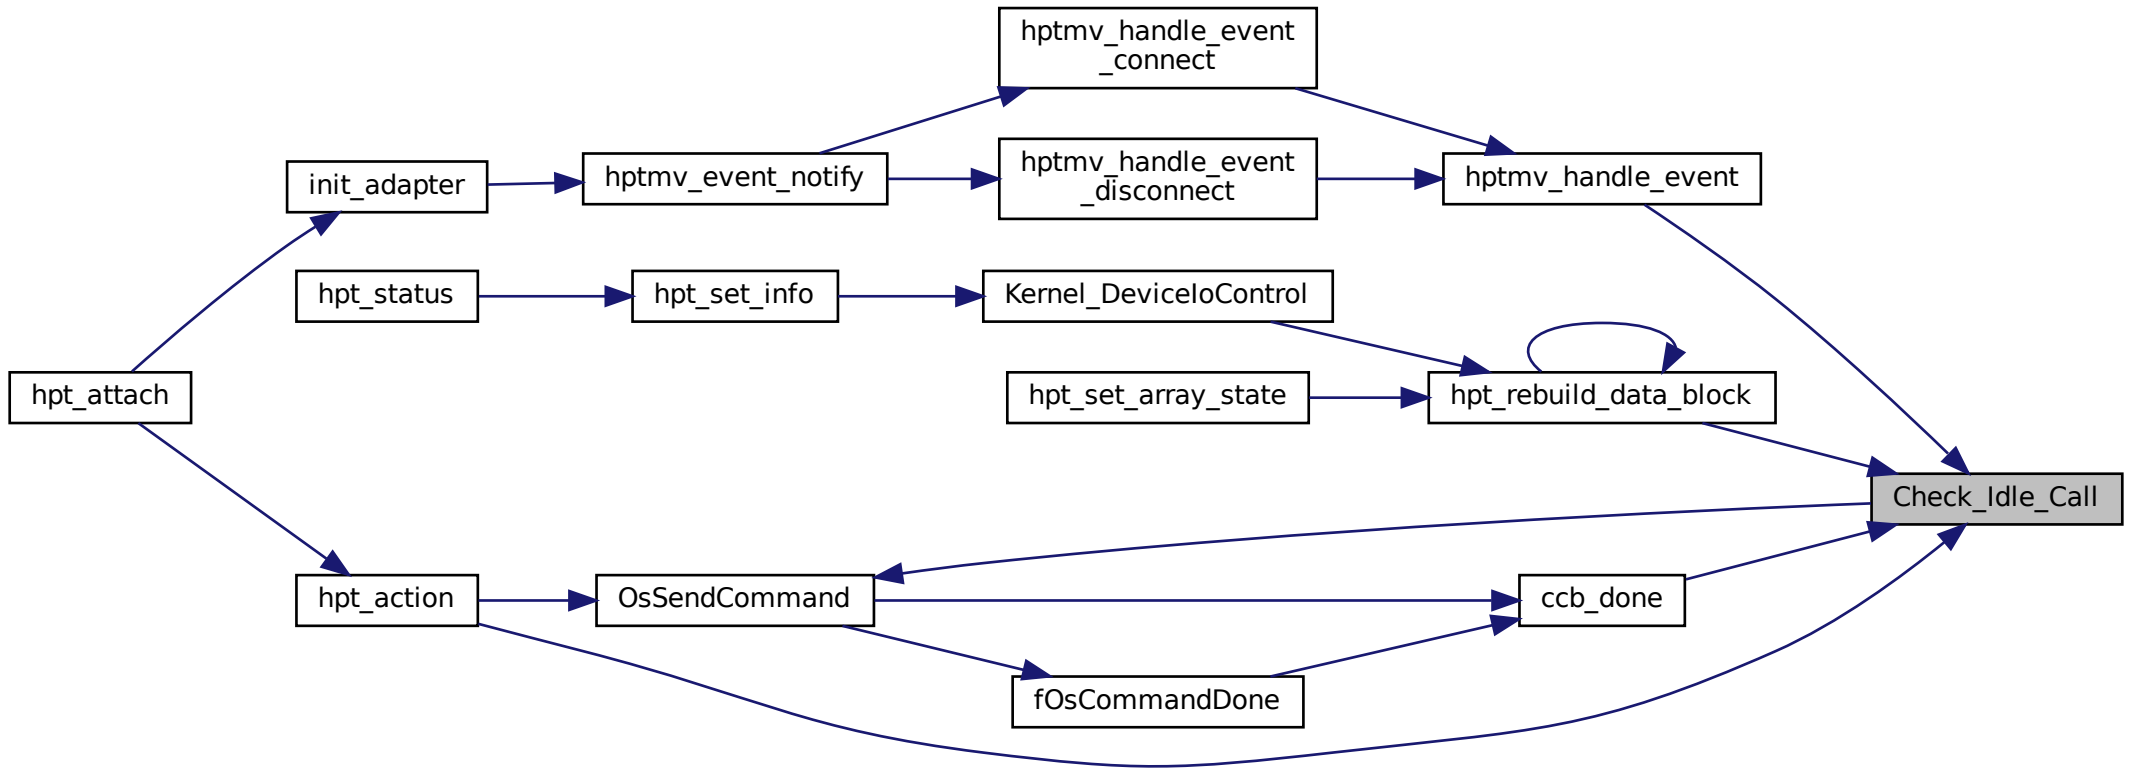 hptmv_handle_event
_connect
init_adapter
hptmv_event_notify
hptmv_handle_event
_disconnect
hptmv_handle_event
hpt_status
hpt_set_info
Kernel_DeviceIoControl
hpt_attach
hpt_set_array_state
hpt_rebuild_data_block
Check_Idle_Call
hpt_action
OsSendCommand
ccb_done
fOsCommandDone